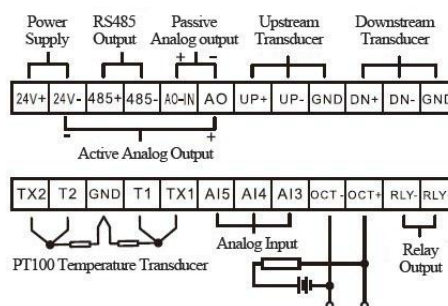 Power Supply
RS485 Output
Passive Analog output
Upstream Transducer
Downstream Transducer
+ −
24V+ 24V- 485+ 485- AO-IN AO UP+ UP- GND DN+ DN- GND
− +
Active Analog Output
TX2 T2 GND T1 TX1 AI5 AI4 AI3 OCT - OCT+ RLY- RLY
PT100 Temperature Transducer
Analog Input
Relay Output